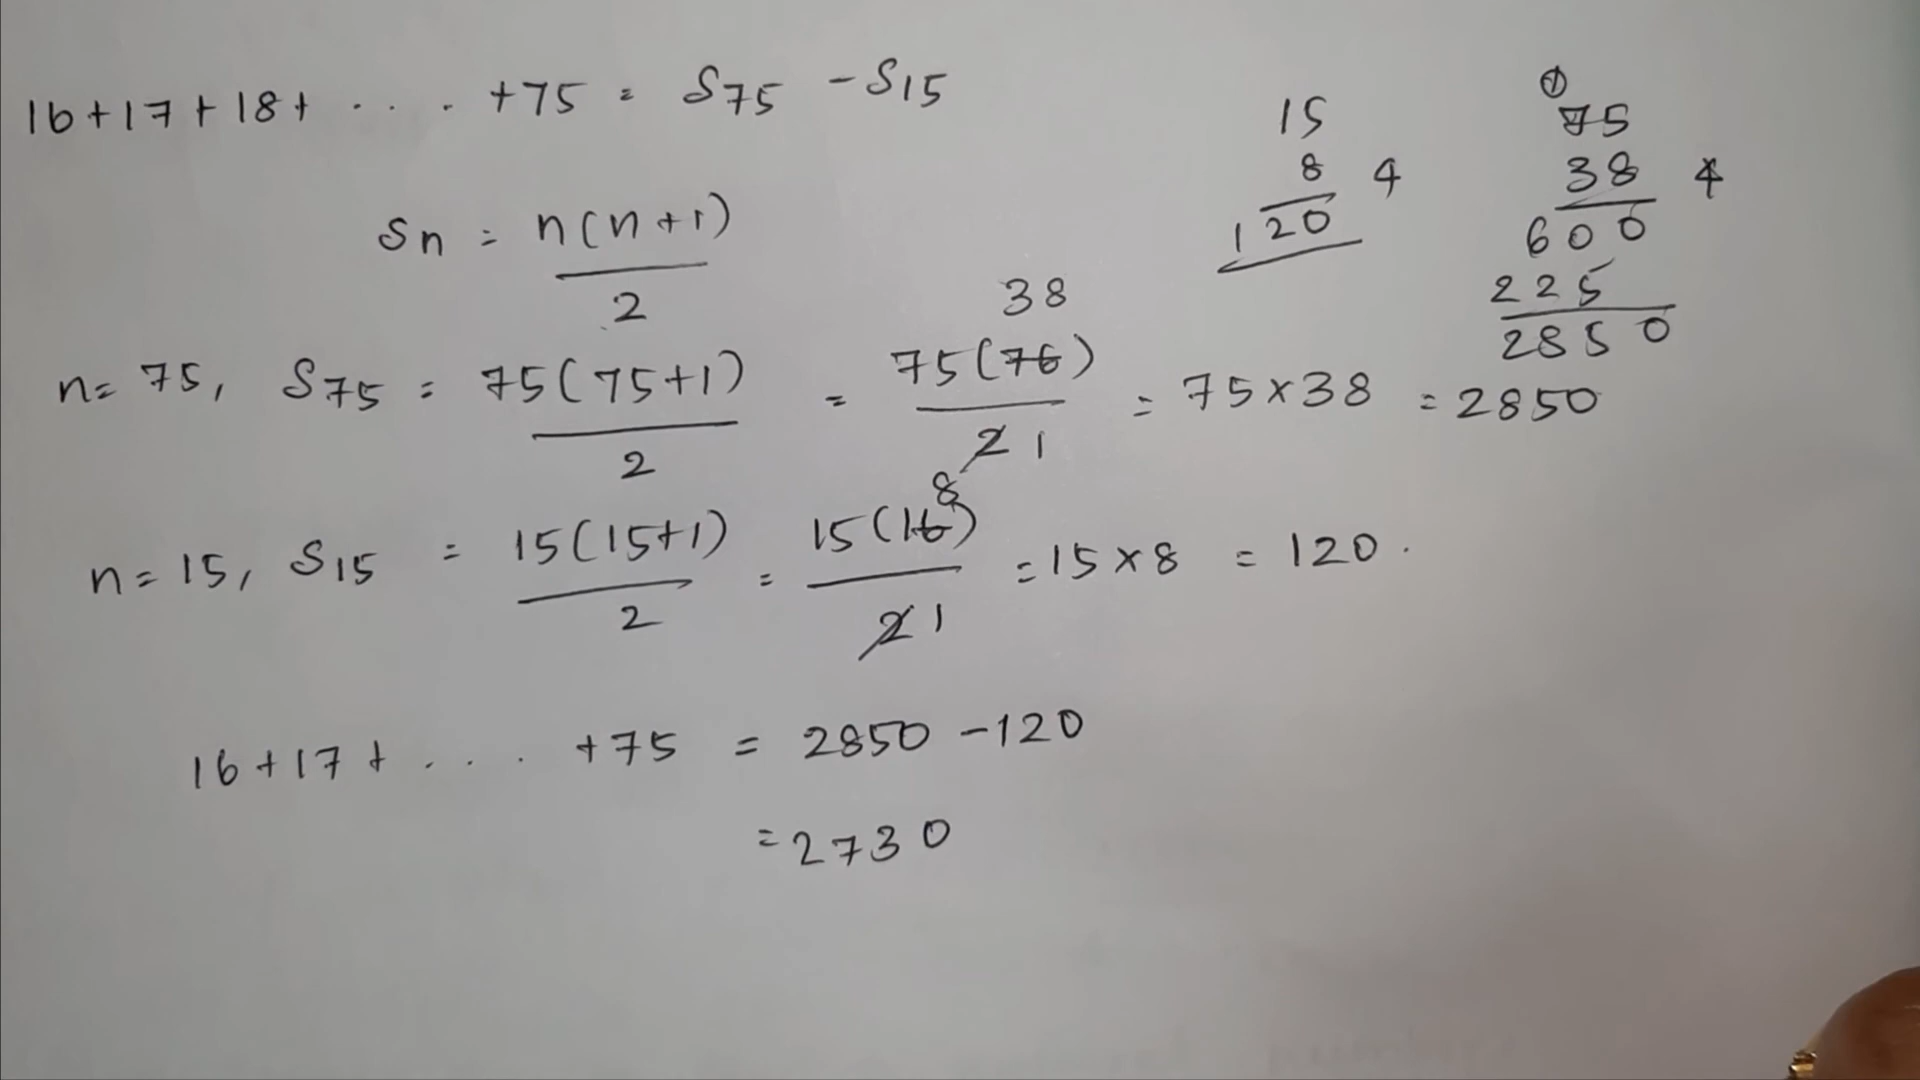 16+17+18+ . . . . +75 = S75 - S15
Sn = n(n+1)
2
n= 75, S75 = 75(75+1) = 75(76) = 75×38 = 2850
38
2 2 1
n= 15, S15 = 15(15+1) = 15(16) = 15×8 = 120.
8
2 2 1
16+17+ . . . . +75 = 2850 -120
= 2730
15
8
120
1
75
38
600
225
2850